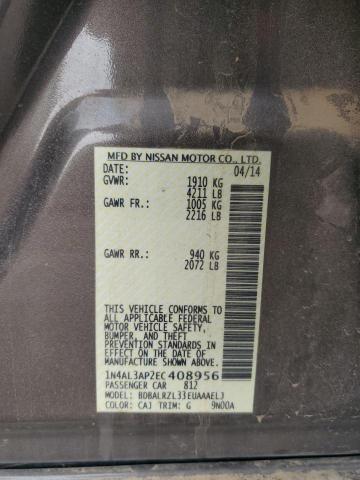 MFD BY NISSAN MOTOR CO., LTD.
DATE: 04/14
GVWR: 1910 KG
4211 LB
GAWR FR.: 1005 KG
2216 LB
GAWR RR.: 940 KG
2072 LB
THIS VEHICLE CONFORMS TO
ALL APPLICABLE FEDERAL
MOTOR VEHICLE SAFETY,
BUMPER, AND THEFT
PREVENTION STANDARDS IN
EFFECT ON THE DATE OF
MANUFACTURE SHOWN ABOVE.
1N4AL3AP2EC408956
PASSENGER CAR 812
MODEL: BDBALRZL33EUAAAELJ
COLOR: CAJ TRIM: G 9N00A